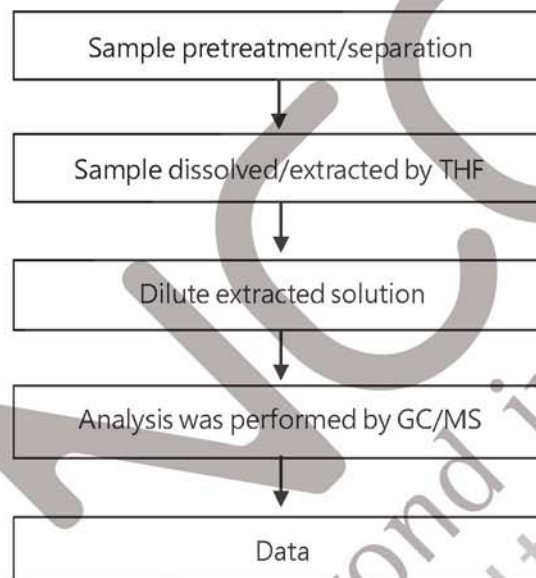 Sample pretreatment/separation
Sample dissolved/extracted by THF
Dilute extracted solution
Analysis was performed by GC/MS
Data